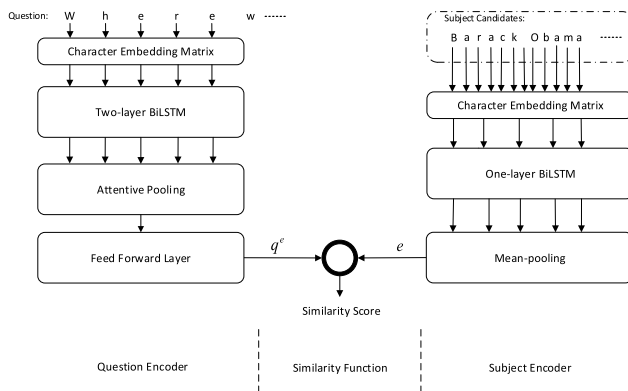 Question: W h e r e w ------
Character Embedding Matrix
Two-layer BiLSTM
Attentive Pooling
Feed Forward Layer
q^e
Similarity Score
e
Subject Candidates:
B a r a c k O b a m a ------
Character Embedding Matrix
One-layer BiLSTM
Mean-pooling
Question Encoder
Similarity Function
Subject Encoder